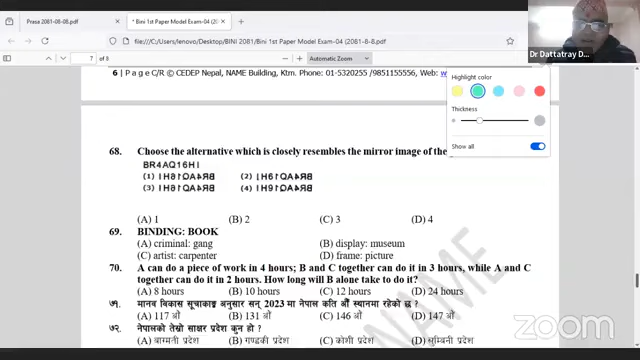 Prasa 2081-08-08.pdf
Bini 1st Paper Model Exam-04 (
file:///C:/Users/lenovo/Desktop/BINI 2081/Bini 1st Paper Model Exam-04 (2081-8-8.pdf
7 of 8
Automatic Zoom
6 | P a g e C/R © CEDEP Nepal, NAME Building, Ktm. Phone: 01-5320255 /9851155556, Web:
Dr Dattatray D...
Highlight color
Thickness
Show all
68. Choose the alternative which is closely resembles the mirror image of the
BR4AQ16HI
(1) (2)
(3) (4)
(A) 1 (B) 2 (C) 3 (D) 4
69. BINDING: BOOK
(A) criminal: gang (B) display: museum
(C) artist: carpenter (D) frame: picture
70. A can do a piece of work in 4 hours; B and C together can do it in 3 hours, while A and C
together can do it in 2 hours. How long will B alone take to do it?
(A) 8 hours (B) 10 hours (C) 12 hours (D) 24 hours
७१. मानव विकास सूचकाङ्क अनुसार सन् 2023 मा नेपाल कति औँ स्थानमा रहेको छ ?
(A) 117 औँ (B) 131 औँ (C) 146 औँ (D) 147 औँ
७२. नेपालको तेस्रो साक्षर प्रदेश कुन हो ?
(A) बाग्मती प्रदेश (B) गण्डकी प्रदेश (C) कोशी प्रदेश (D) लुम्बिनी प्रदेश
NAME
zoom